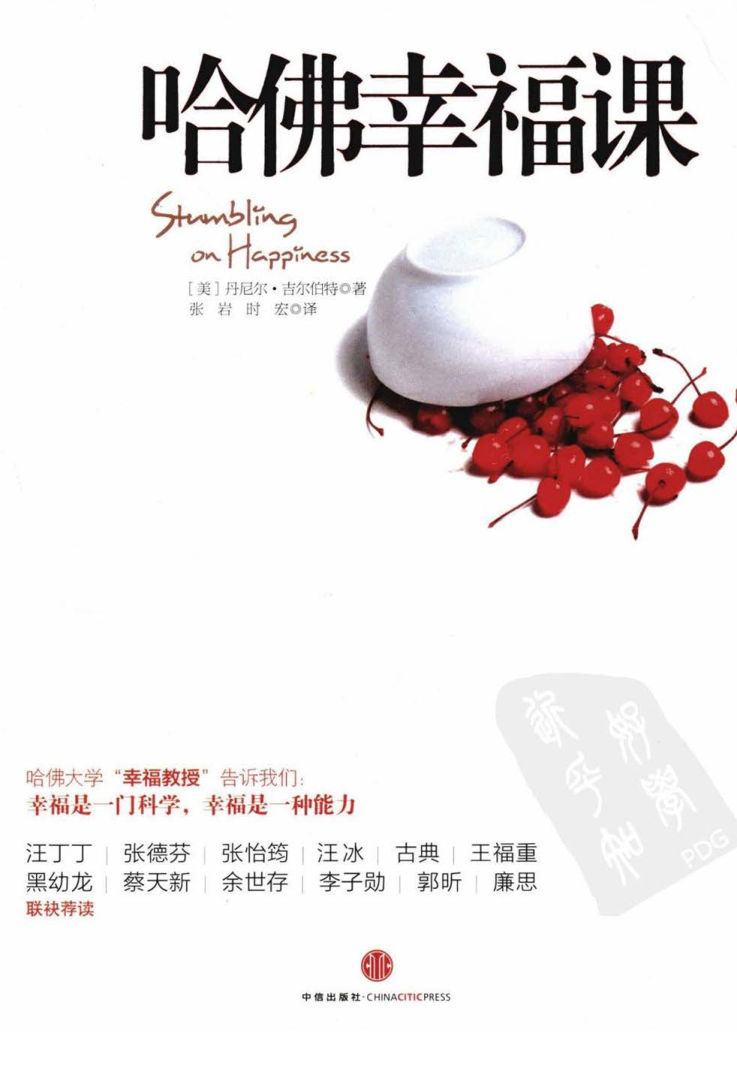 哈佛幸福课
Stumbling
on Happiness
[美]丹尼尔·吉尔伯特◎著
张 岩 时 宏◎译
哈佛大学“幸福教授”告诉我们：
幸福是一门科学，幸福是一种能力
汪丁丁 | 张德芬 | 张怡筠 | 汪冰 | 古典 | 王福重
黑幼龙 | 蔡天新 | 余世存 | 李子勋 | 郭昕 | 廉思
联袂荐读
PDG
中信出版社·CHINACITICPRESS